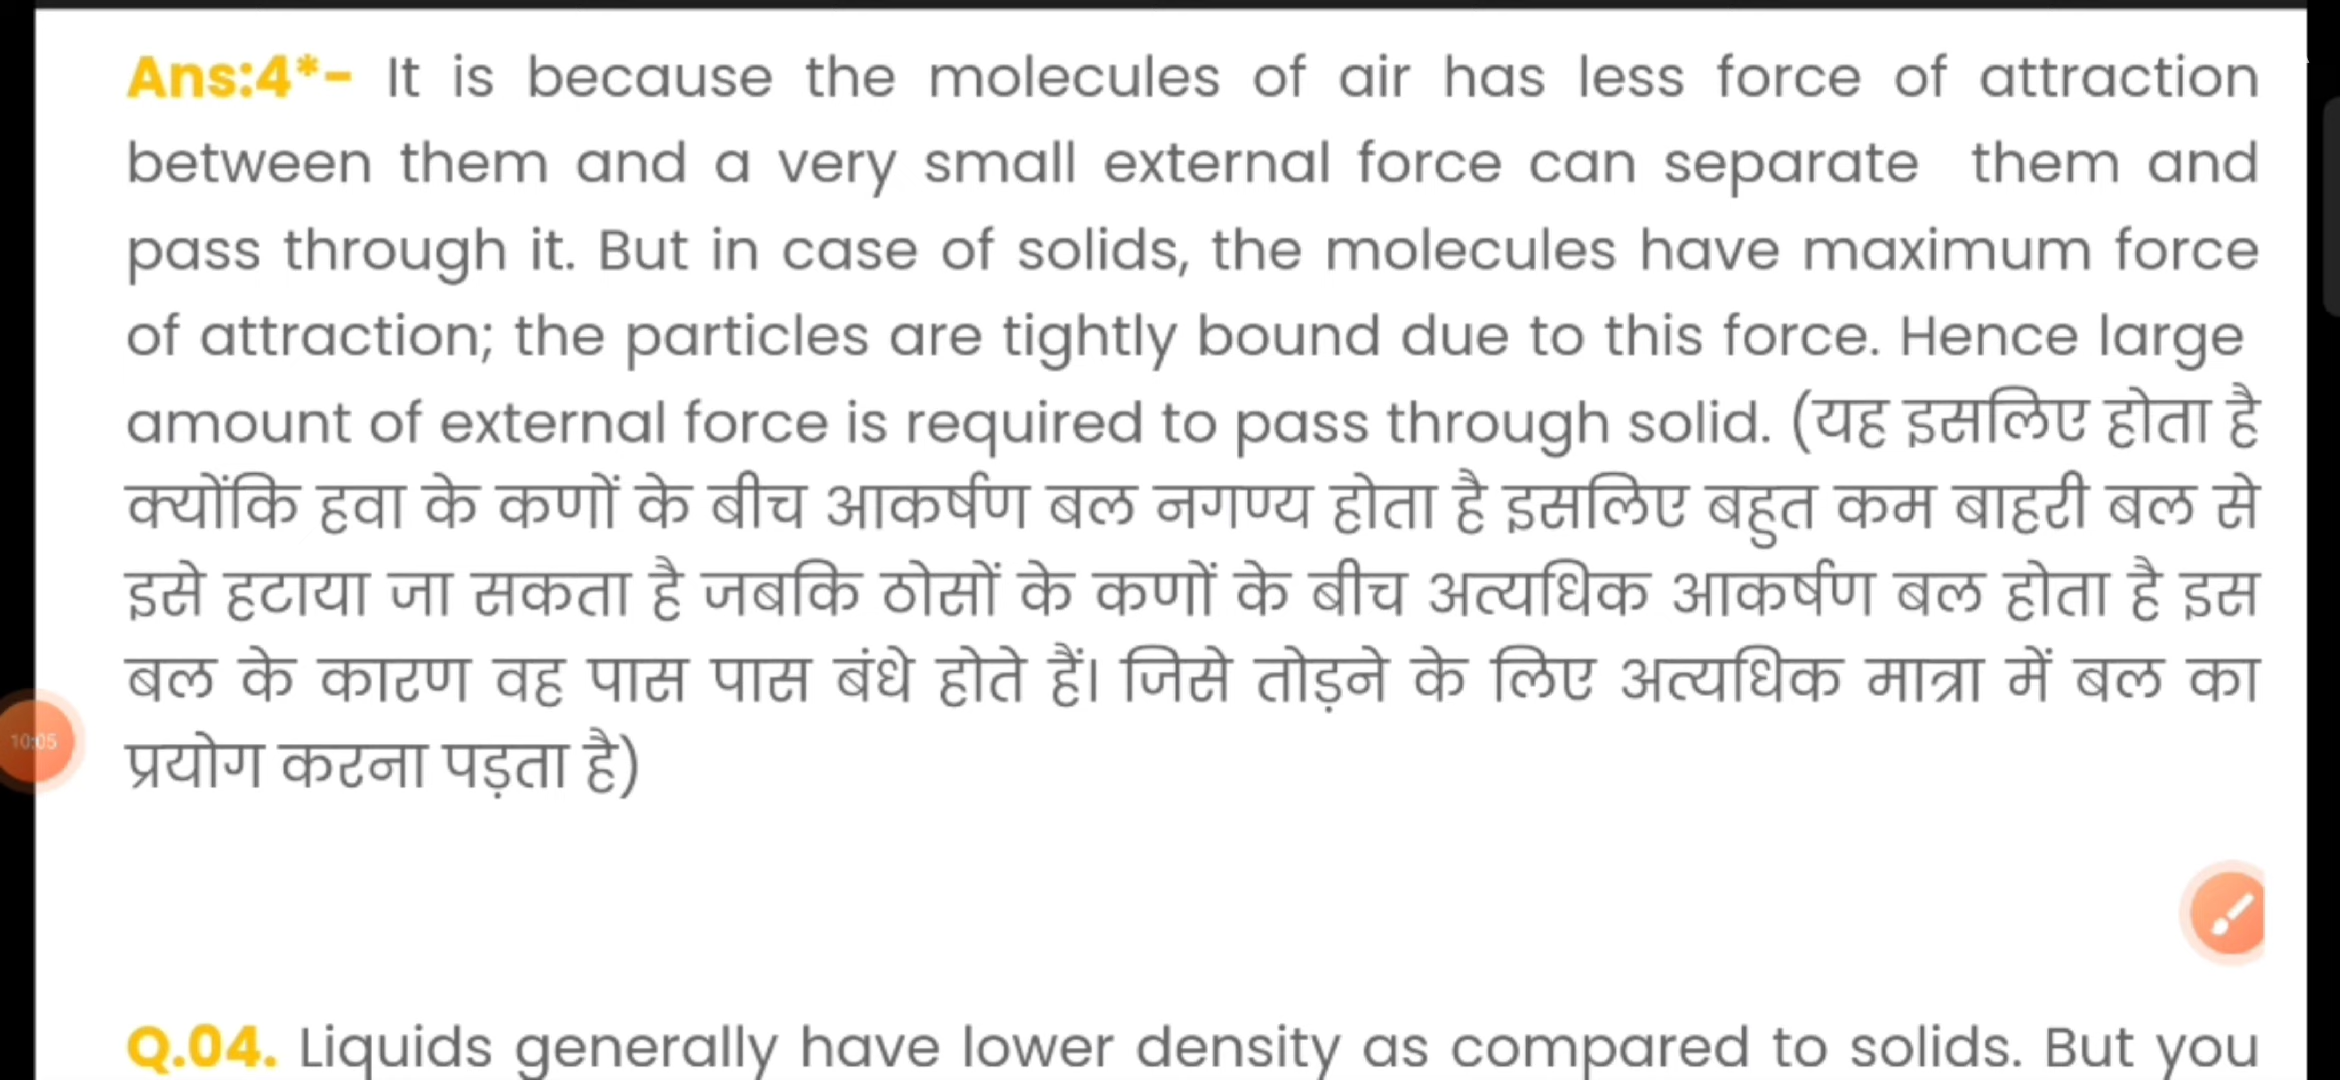 Ans:4*- It is because the molecules of air has less force of attraction
between them and a very small external force can separate them and
pass through it. But in case of solids, the molecules have maximum force
of attraction; the particles are tightly bound due to this force. Hence large
amount of external force is required to pass through solid. (यह इसलिए होता है
क्योंकि हवा के कणों के बीच आकर्षण बल नगण्य होता है इसलिए बहुत कम बाहरी बल से
इसे हटाया जा सकता है जबकि ठोसों के कणों के बीच अत्यधिक आकर्षण बल होता है इस
बल के कारण वह पास पास बंधे होते हैं। जिसे तोड़ने के लिए अत्यधिक मात्रा में बल का
प्रयोग करना पड़ता है)
10:05
Q.04. Liquids generally have lower density as compared to solids. But you